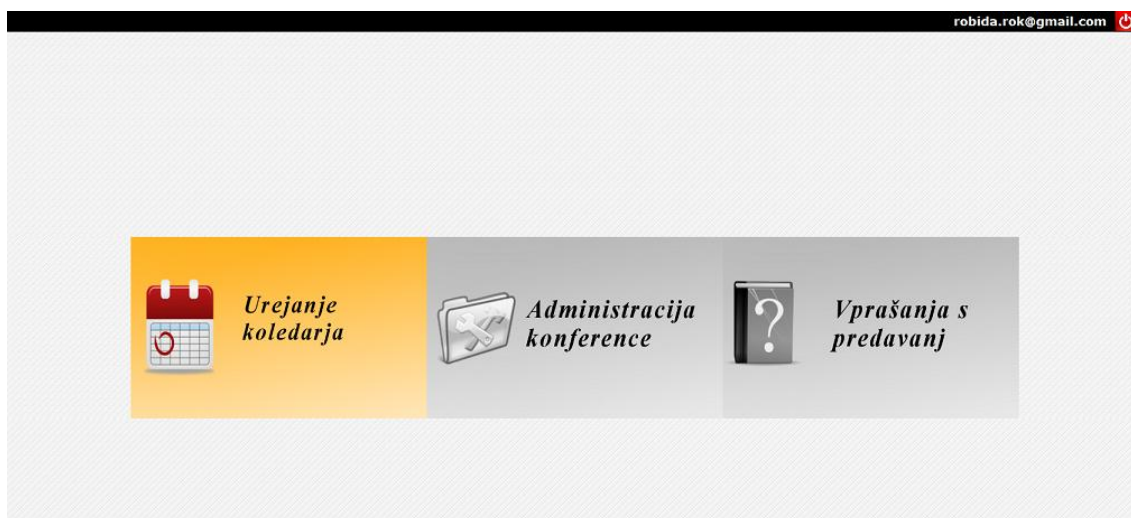 robida.rok@gmail.com
Urejanje
koledarja
Administracija
konference
Vprašanja s
predavanj